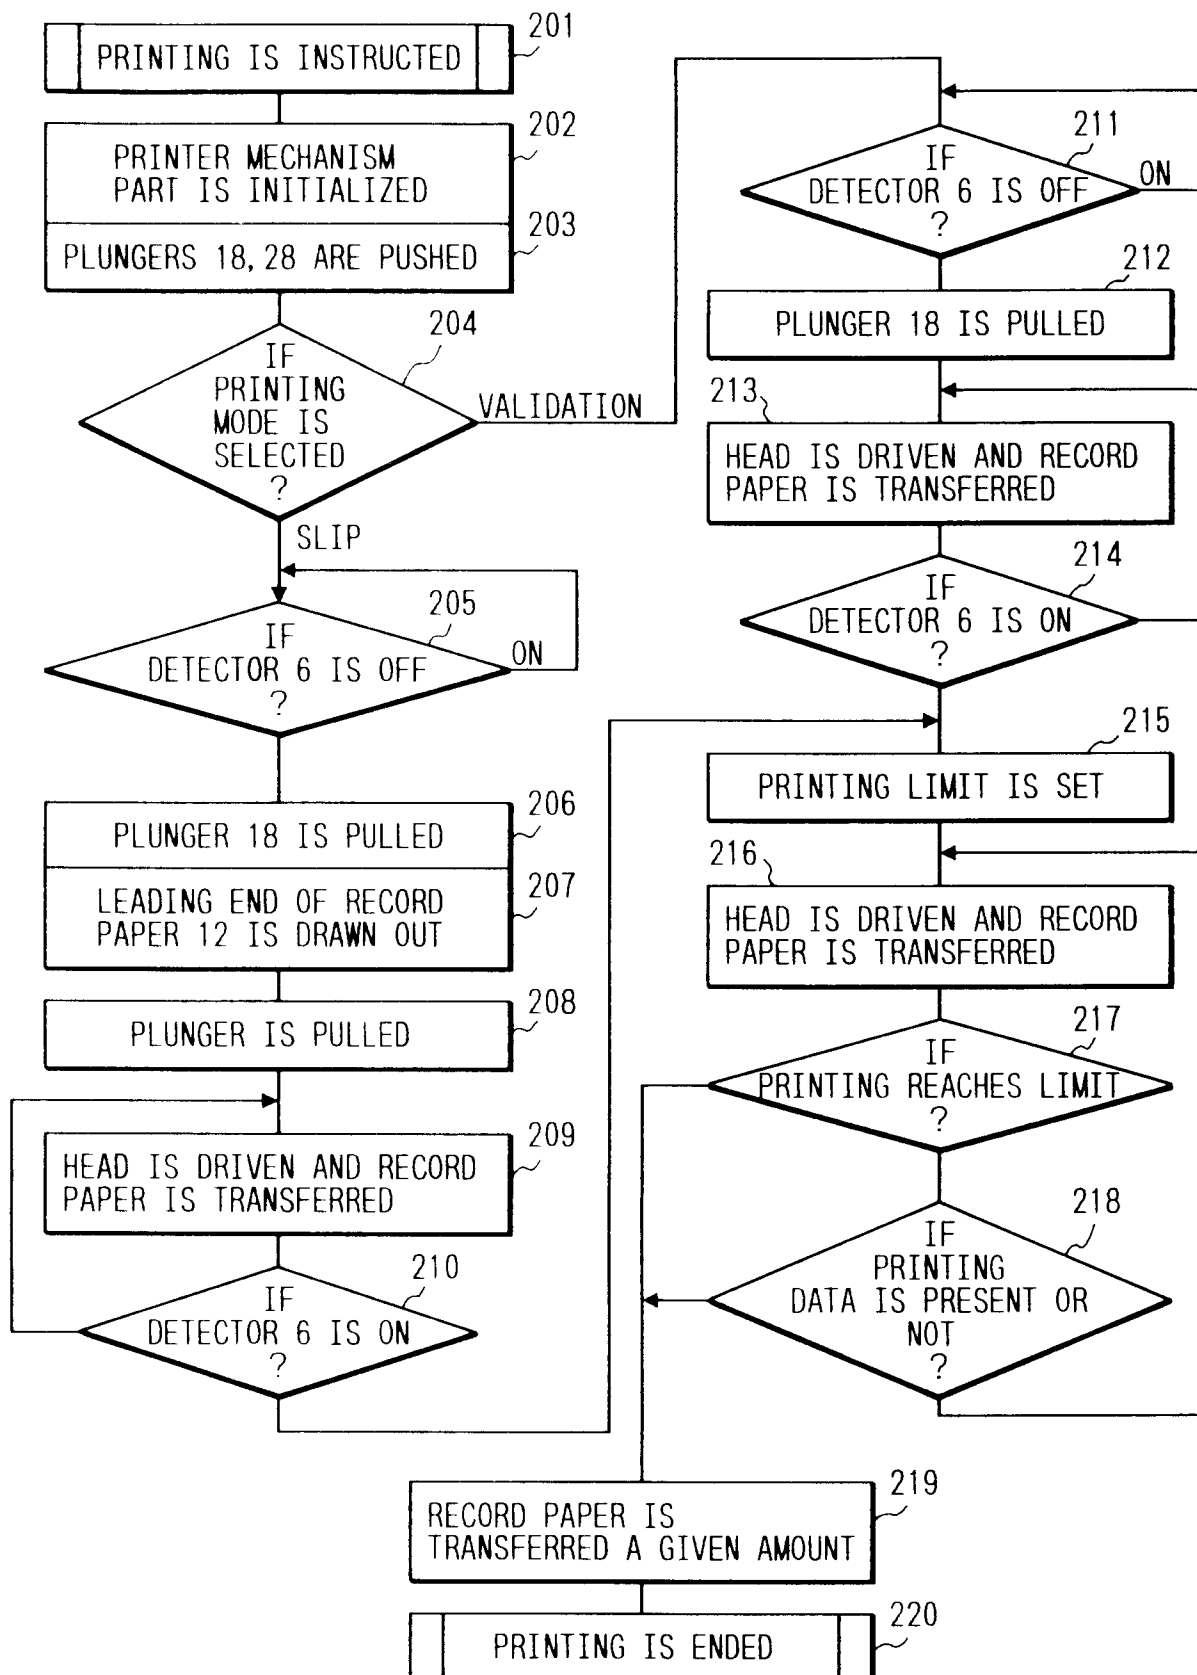 201
PRINTING IS INSTRUCTED
202
PRINTER MECHANISM
PART IS INITIALIZED
203
PLUNGERS 18,28 ARE PUSHED
204
IF
PRINTING
MODE IS
SELECTED
?
VALIDATION
SLIP
205
IF
DETECTOR 6 IS OFF
?
ON
206
PLUNGER 18 IS PULLED
207
LEADING END OF RECORD
PAPER 12 IS DRAWN OUT
208
PLUNGER IS PULLED
209
HEAD IS DRIVEN AND RECORD
PAPER IS TRANSFERRED
210
IF
DETECTOR 6 IS ON
?
211
IF
DETECTOR 6 IS OFF
?
ON
212
PLUNGER 18 IS PULLED
213
HEAD IS DRIVEN AND RECORD
PAPER IS TRANSFERRED
214
IF
DETECTOR 6 IS ON
?
215
PRINTING LIMIT IS SET
216
HEAD IS DRIVEN AND RECORD
PAPER IS TRANSFERRED
217
IF
PRINTING REACHES LIMIT
?
218
IF
PRINTING
DATA IS PRESENT OR
NOT
?
219
RECORD PAPER IS
TRANSFERRED A GIVEN AMOUNT
220
PRINTING IS ENDED